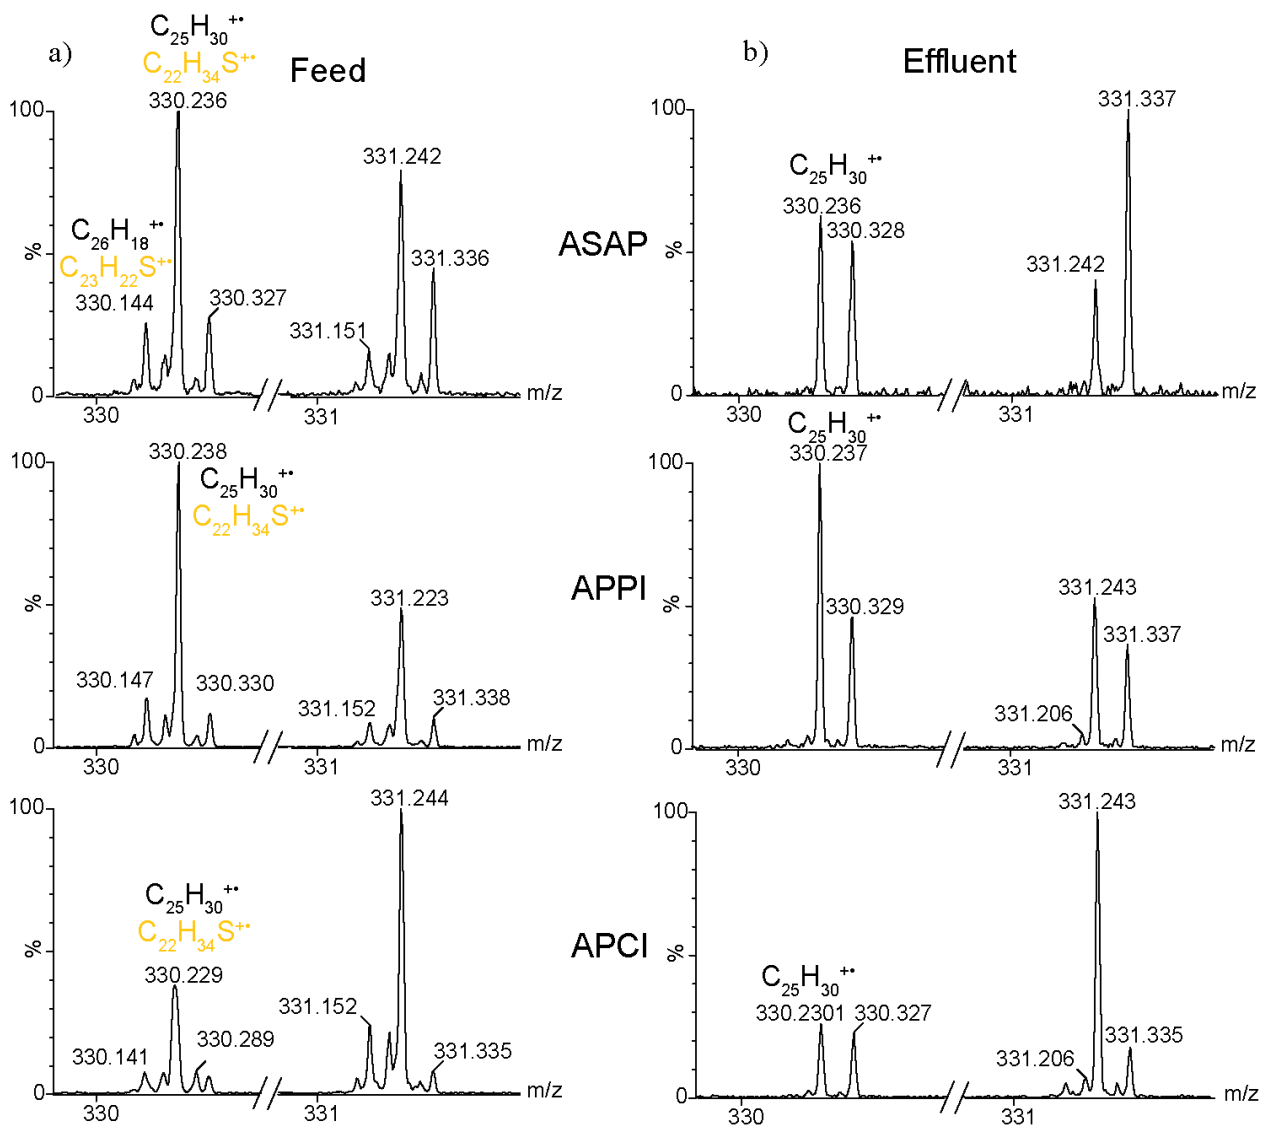 a)
Feed
b)
Effluent
C25H30+•
C22H34S+•
330.236
100
%
0
C26H18+•
C23H22S+•
330.144
330.327
331.242
331.336
331.151
330
331
m/z
ASAP
100
%
0
C25H30+•
330.236
330.328
331.242
331.337
330
331
m/z
100
%
0
330.238
C25H30+•
C22H34S+•
330.147
330.330
331.223
331.152
331.338
330
331
m/z
APPI
100
%
0
C25H30+•
330.237
330.329
331.243
331.337
331.206
330
331
m/z
100
%
0
C25H30+•
C22H34S+•
330.229
330.141
330.289
331.244
331.152
331.335
330
331
m/z
APCI
100
%
0
C25H30+•
330.2301
330.327
331.243
331.206
331.335
330
331
m/z